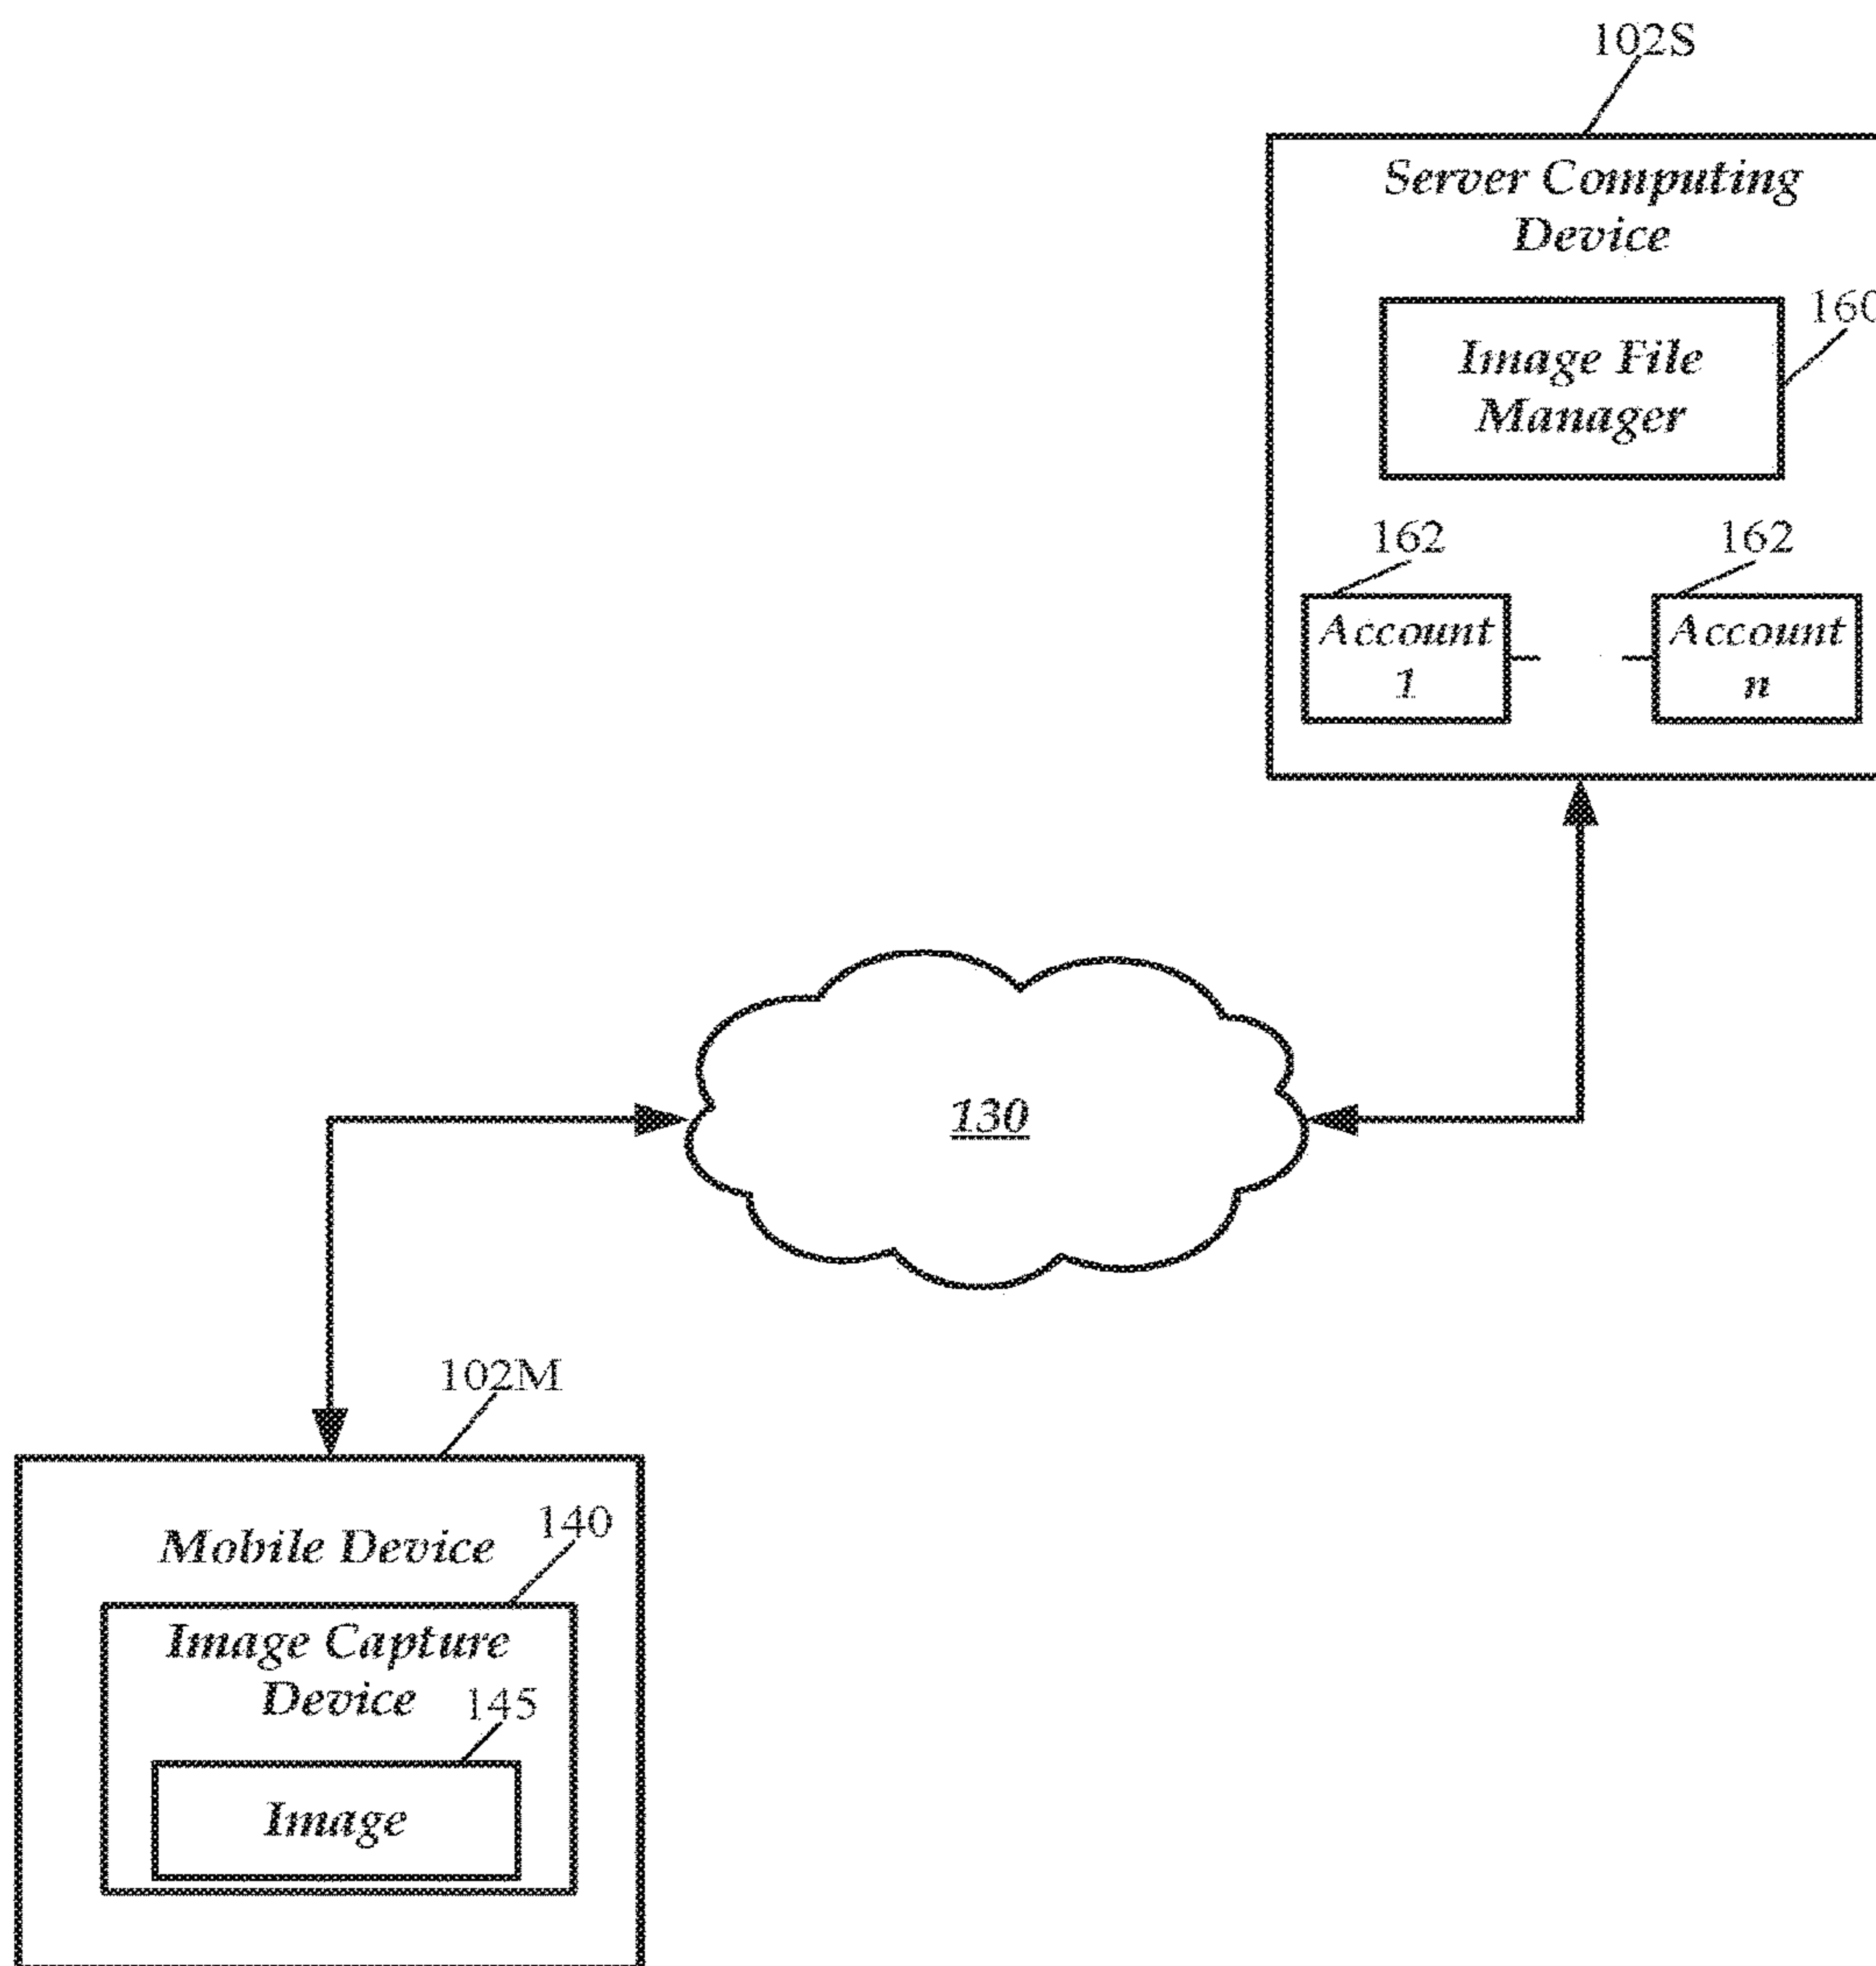 102S
Server Computing
Device
160
Image File
Manager
162
162
Account
1
Account
n
130
102M
Mobile Device
140
Image Capture
Device
145
Image